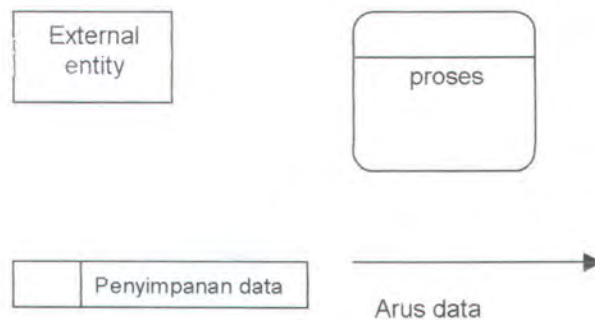 External
entity
proses
Penyimpanan data
Arus data